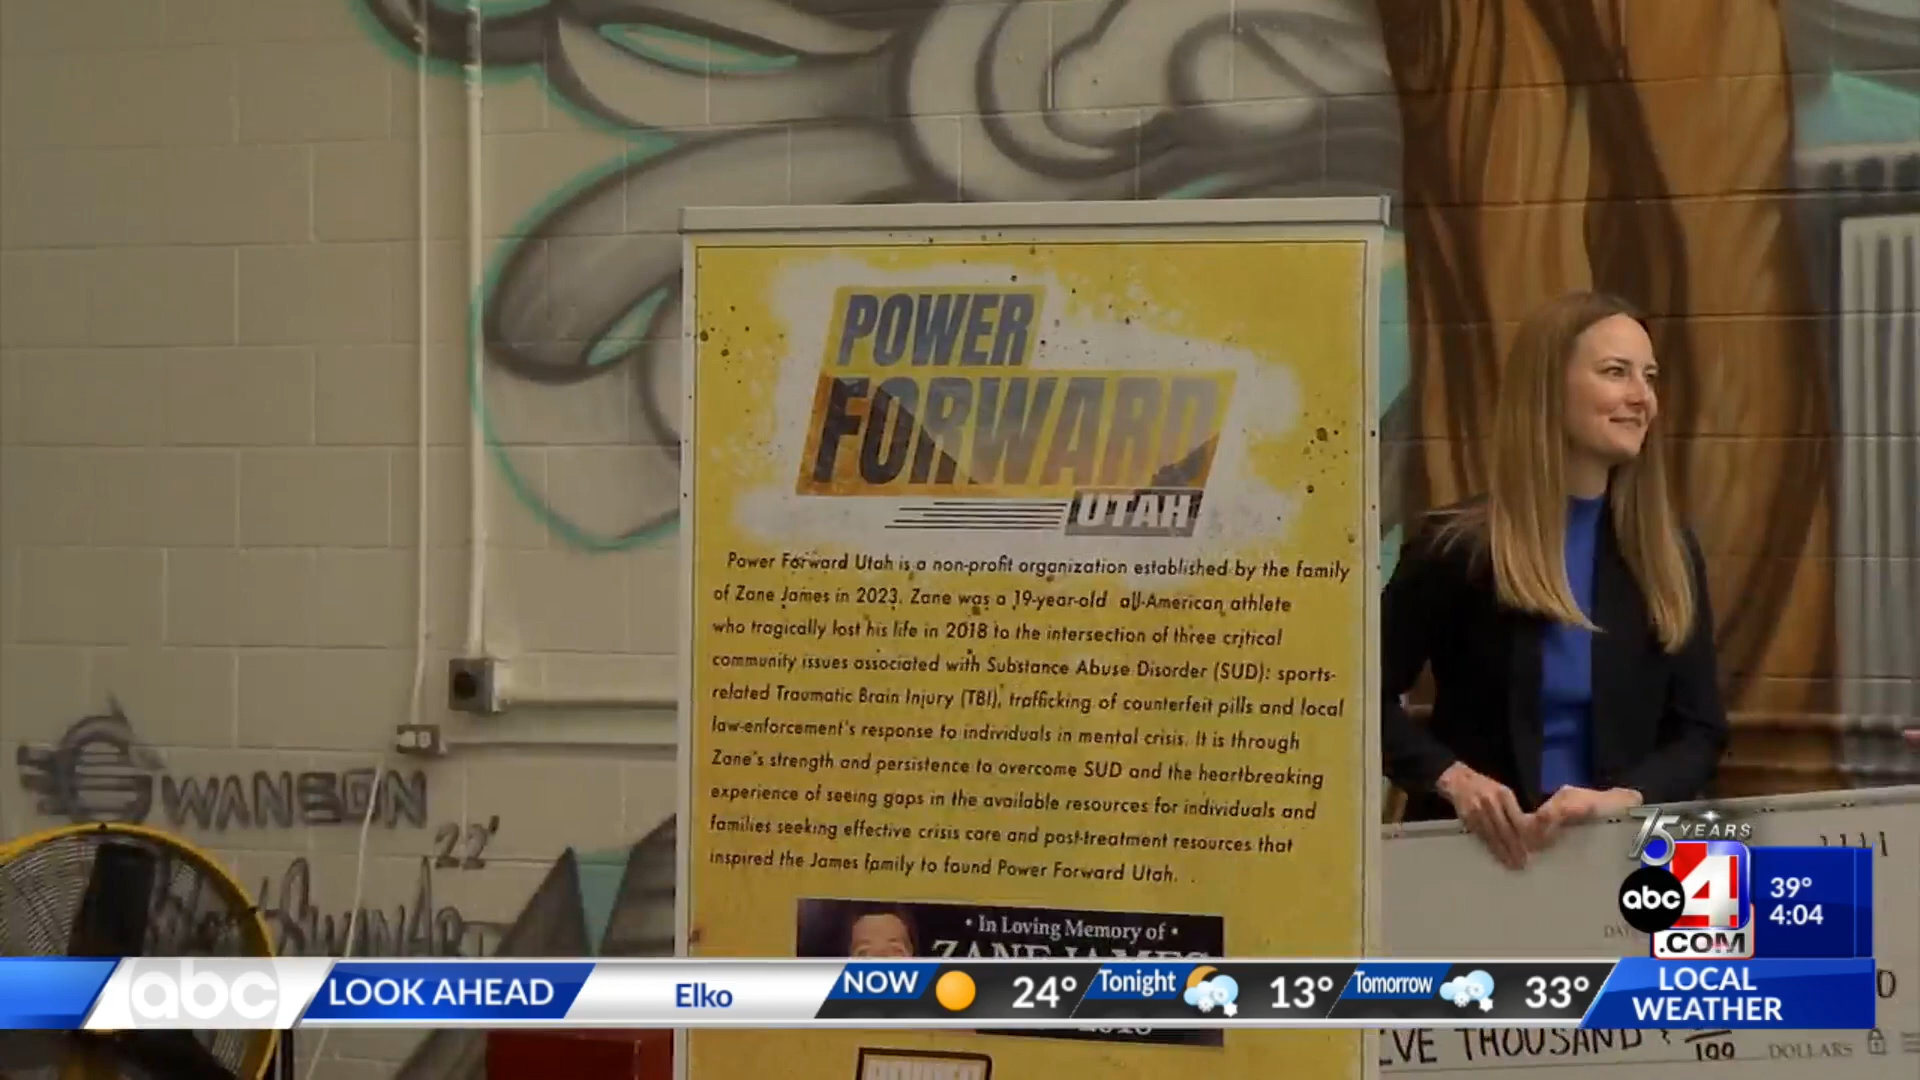 POWER
FORWARD
UTAH
Power Forward Utah is a non-profit organization established by the family
of Zane James in 2023. Zane was a 19-year-old all-American athlete
who tragically lost his life in 2018 to the intersection of three critical
community issues associated with Substance Abuse Disorder (SUD): sports-
related Traumatic Brain Injury (TBI), trafficking of counterfeit pills and local
law-enforcement's response to individuals in mental crisis. It is through
Zane's strength and persistence to overcome SUD and the heartbreaking
experience of seeing gaps in the available resources for individuals and
families seeking effective crisis care and post-treatment resources that
inspired the James family to found Power Forward Utah.
• In Loving Memory of •
ZANE JAMES
SWANSON
22'
75 YEARS
abc 4
.COM
39°
4:04
abc LOOK AHEAD Elko NOW 24° Tonight 13° Tomorrow 33° LOCAL
WEATHER
THOUSAND
100 DOLLARS